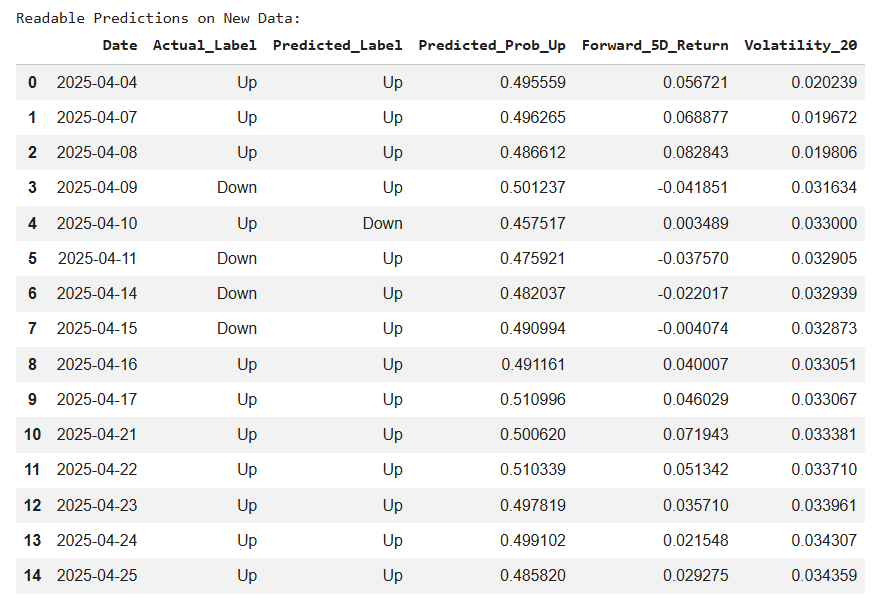 Readable Predictions on New Data:
Date Actual_Label Predicted_Label Predicted_Prob_Up Forward_5D_Return Volatility_20
0 2025-04-04 Up Up 0.495559 0.056721 0.020239
1 2025-04-07 Up Up 0.496265 0.068877 0.019672
2 2025-04-08 Up Up 0.486612 0.082843 0.019806
3 2025-04-09 Down Up 0.501237 -0.041851 0.031634
4 2025-04-10 Up Down 0.457517 0.003489 0.033000
5 2025-04-11 Down Up 0.475921 -0.037570 0.032905
6 2025-04-14 Down Up 0.482037 -0.022017 0.032939
7 2025-04-15 Down Up 0.490994 -0.004074 0.032873
8 2025-04-16 Up Up 0.491161 0.040007 0.033051
9 2025-04-17 Up Up 0.510996 0.046029 0.033067
10 2025-04-21 Up Up 0.500620 0.071943 0.033381
11 2025-04-22 Up Up 0.510339 0.051342 0.033710
12 2025-04-23 Up Up 0.497819 0.035710 0.033961
13 2025-04-24 Up Up 0.499102 0.021548 0.034307
14 2025-04-25 Up Up 0.485820 0.029275 0.034359